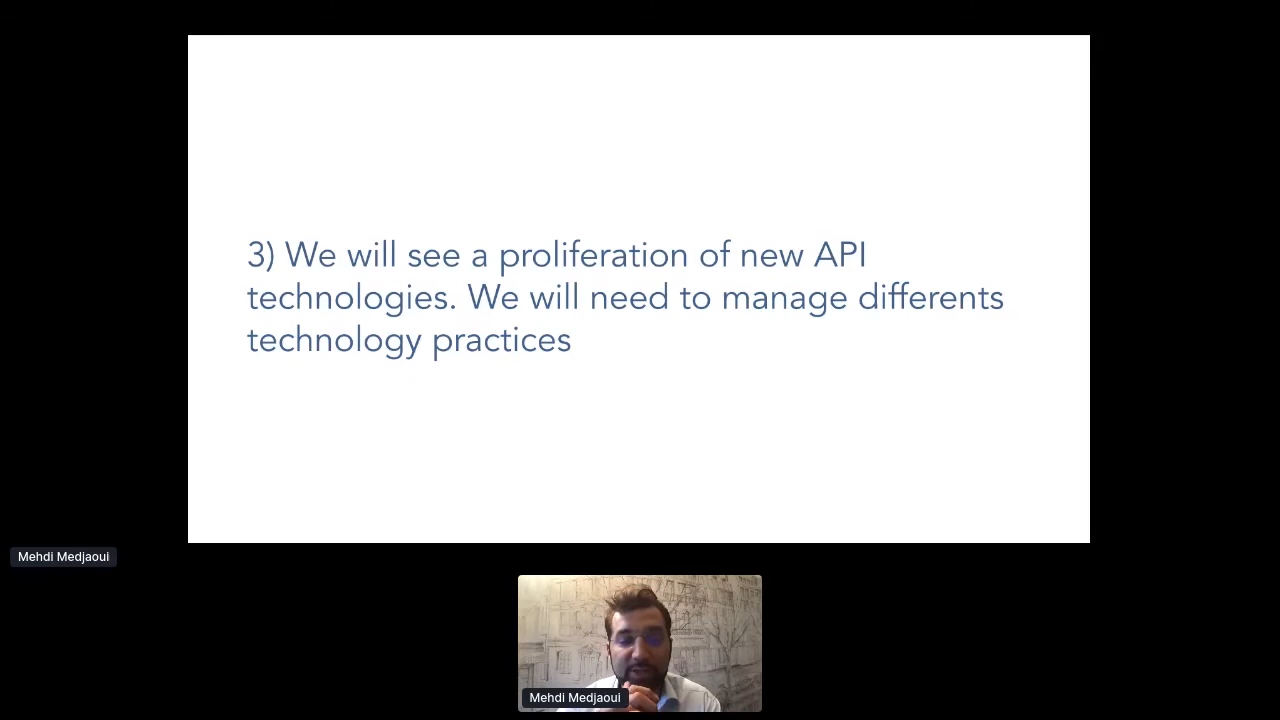 3) We will see a proliferation of new API
technologies. We will need to manage differents
technology practices
Mehdi Medjaoui
Mehdi Medjaoui